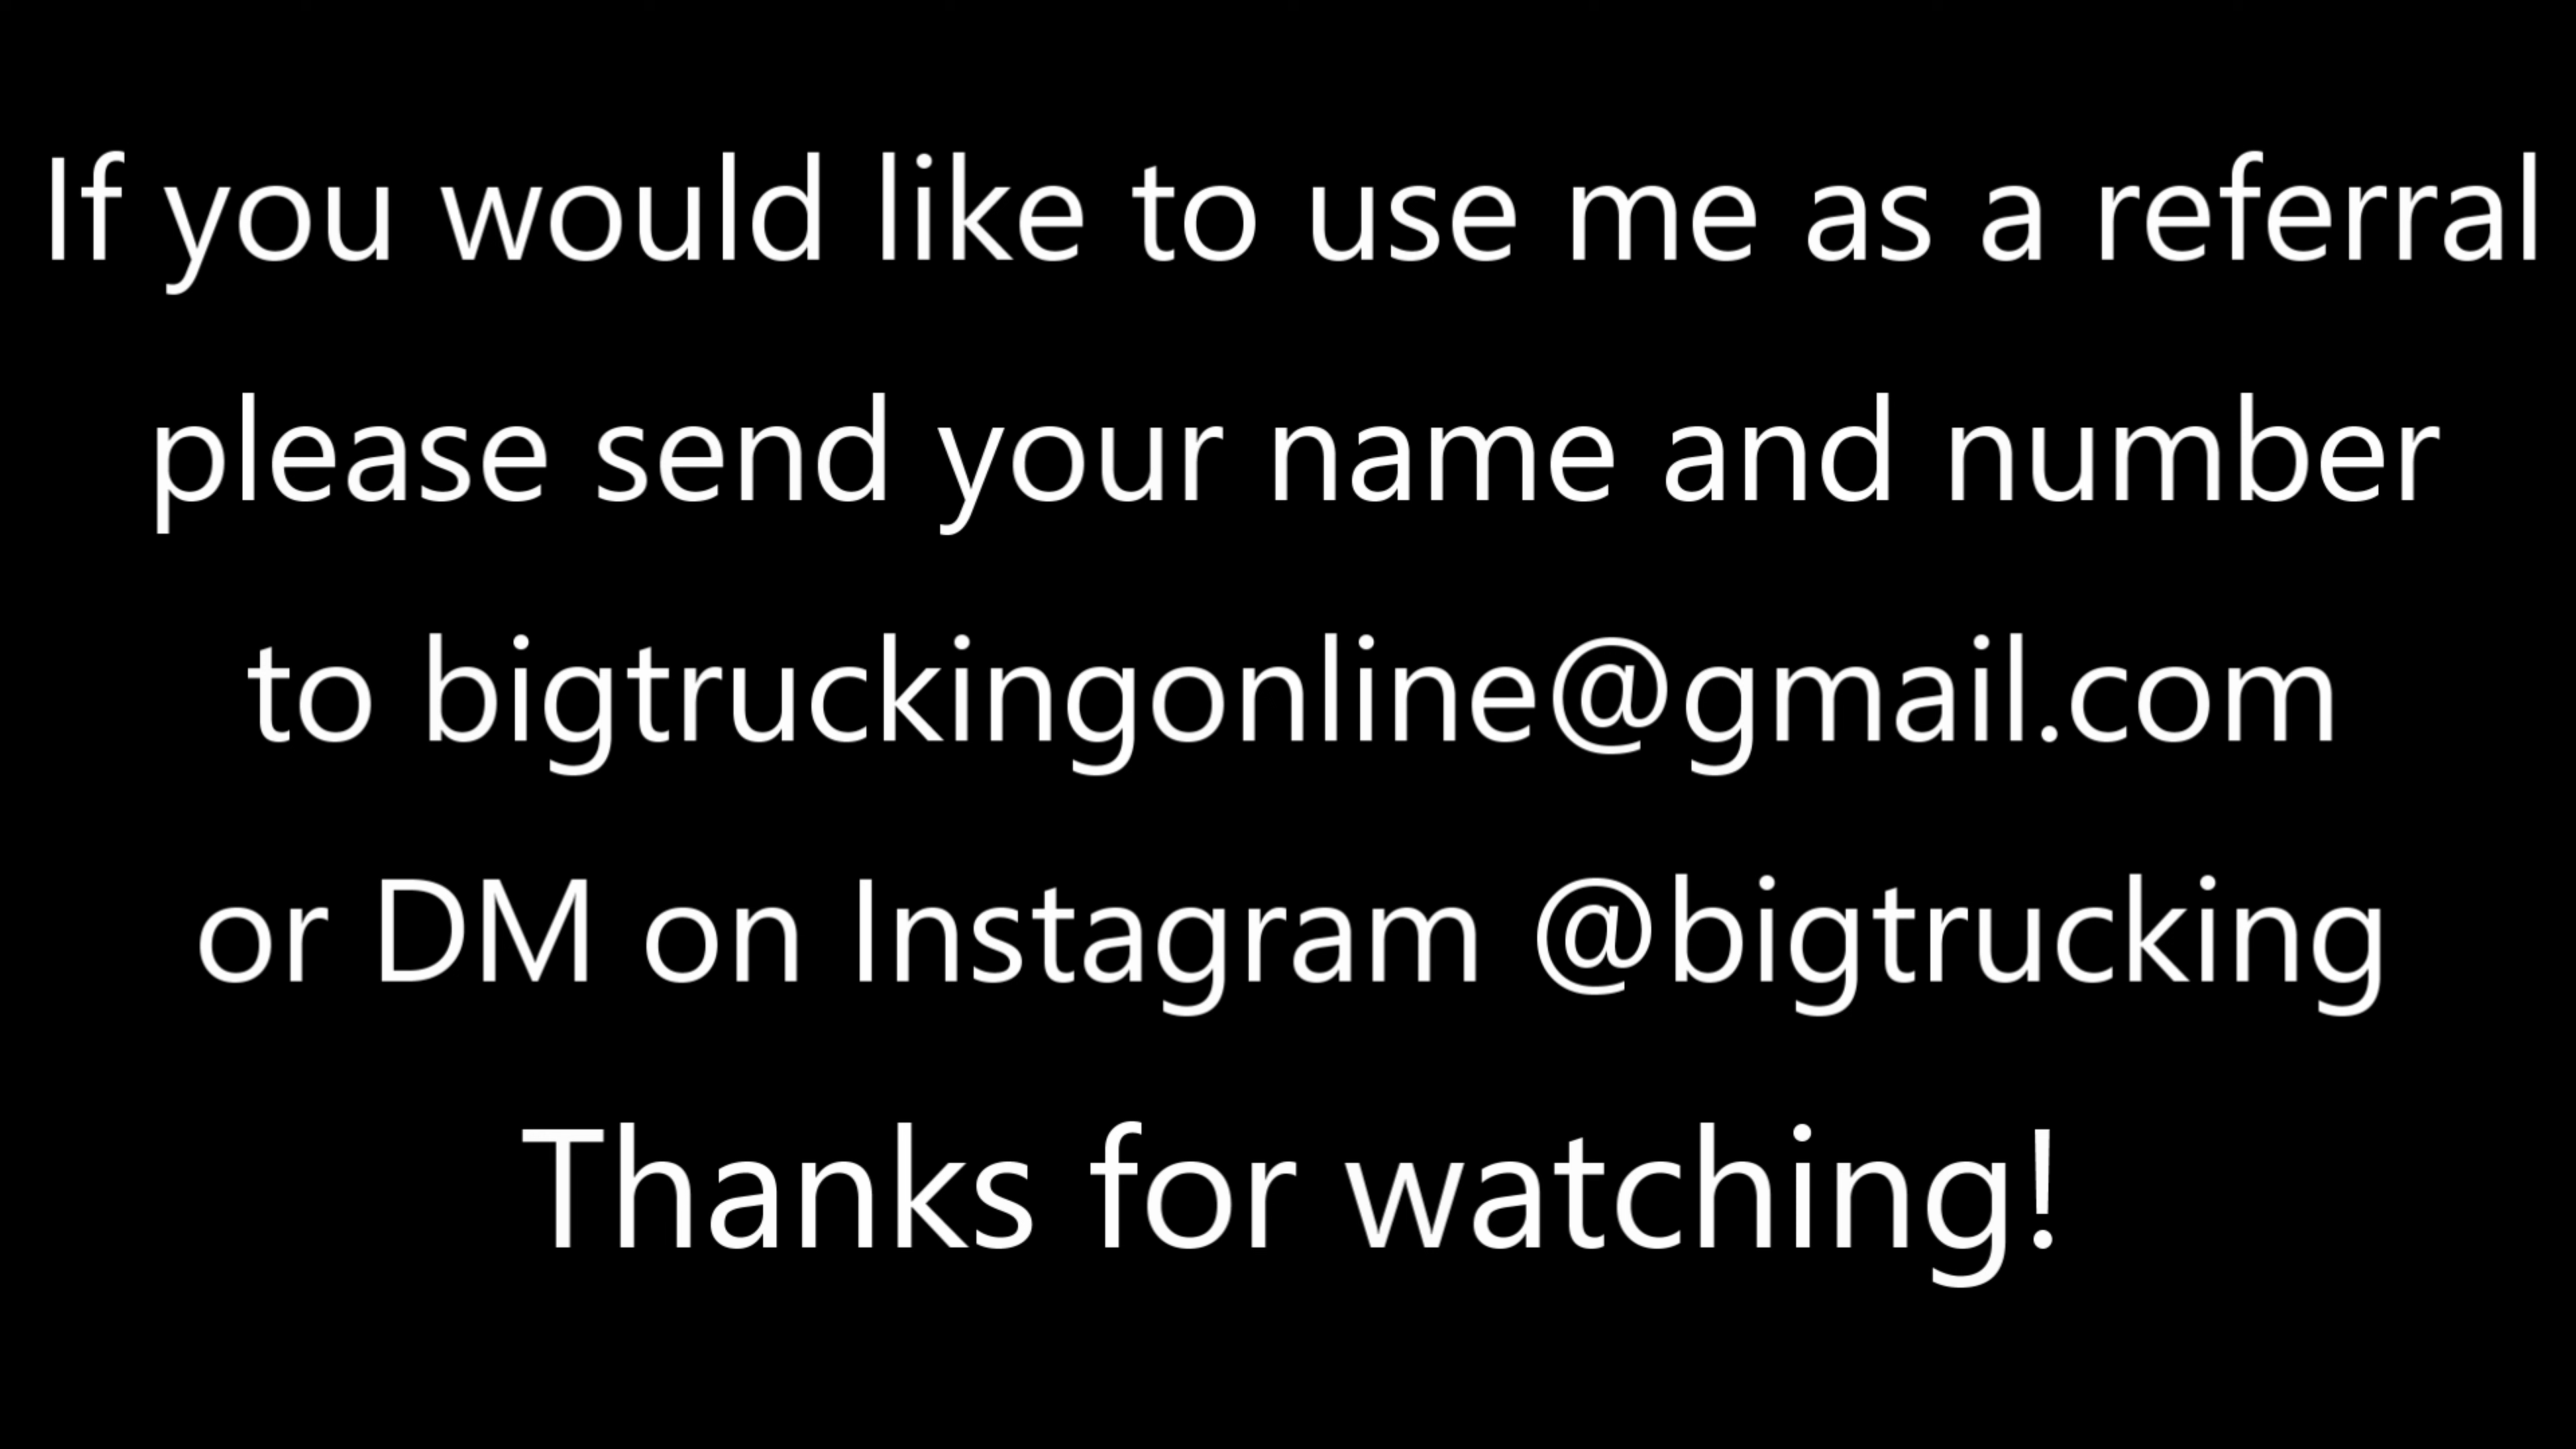 If you would like to use me as a referral
please send your name and number
to bigtruckingonline@gmail.com
or DM on Instagram @bigtrucking
Thanks for watching!